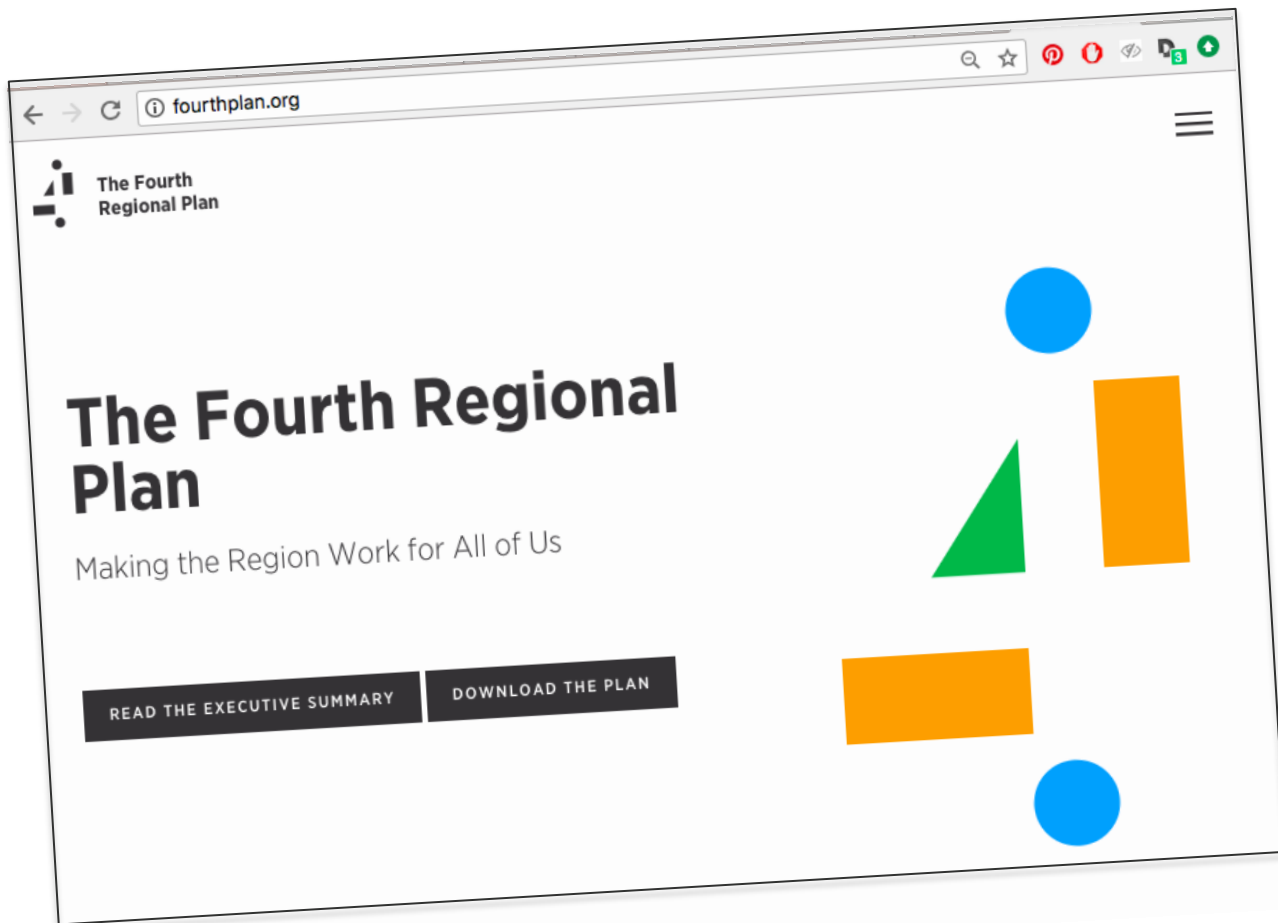 fourthplan.org
3
The Fourth
Regional Plan
The Fourth Regional
Plan
Making the Region Work for All of Us
READ THE EXECUTIVE SUMMARY
DOWNLOAD THE PLAN